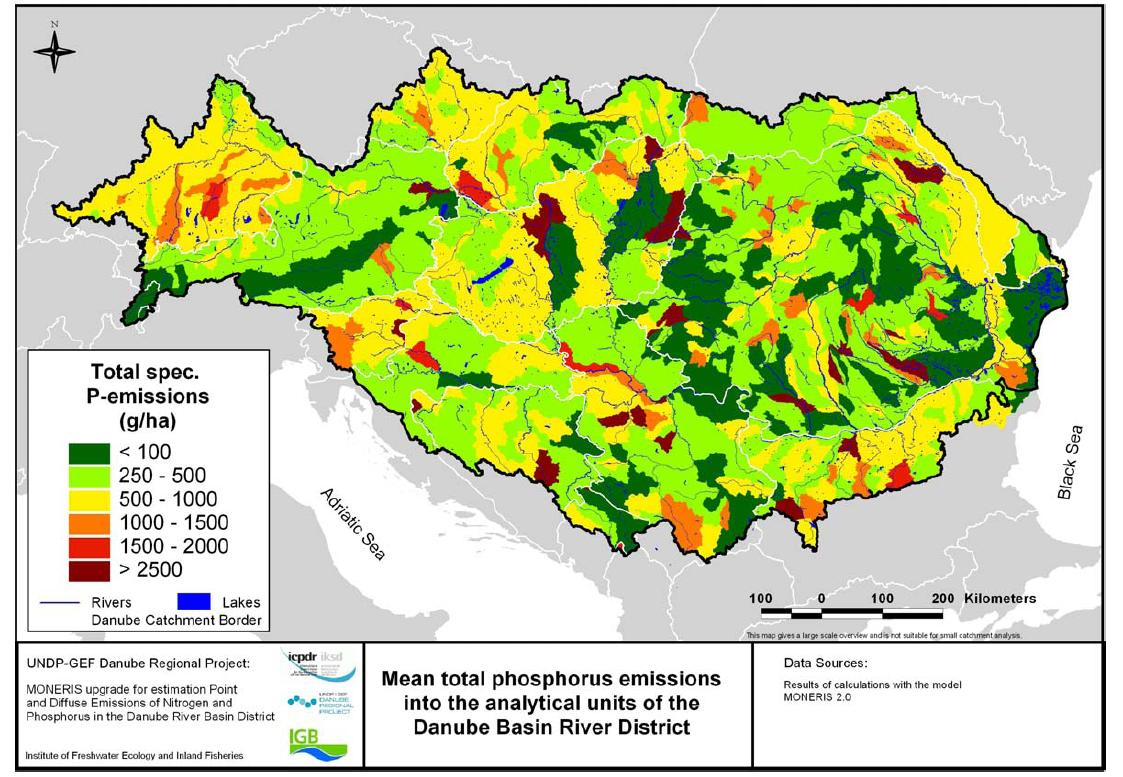 N
Total spec.
P-emissions
(g/ha)
< 100
250 - 500
500 - 1000
1000 - 1500
1500 - 2000
> 2500
Rivers Lakes
Danube Catchment Border
Adriatic Sea
Black Sea
100 0 100 200 Kilometers
This map gives a large scale overview and is not suitable for small catchment analysis.
UNDP-GEF Danube Regional Project:
MONERIS upgrade for estimation Point
and Diffuse Emissions of Nitrogen and
Phosphorus in the Danube River Basin District
Institute of Freshwater Ecology and Inland Fisheries
icpdr iksd
UNDP GEF
DANUBE
REGIONAL
PROJECT
IGB
Mean total phosphorus emissions
into the analytical units of the
Danube Basin River District
Data Sources:
Results of calculations with the model
MONERIS 2.0